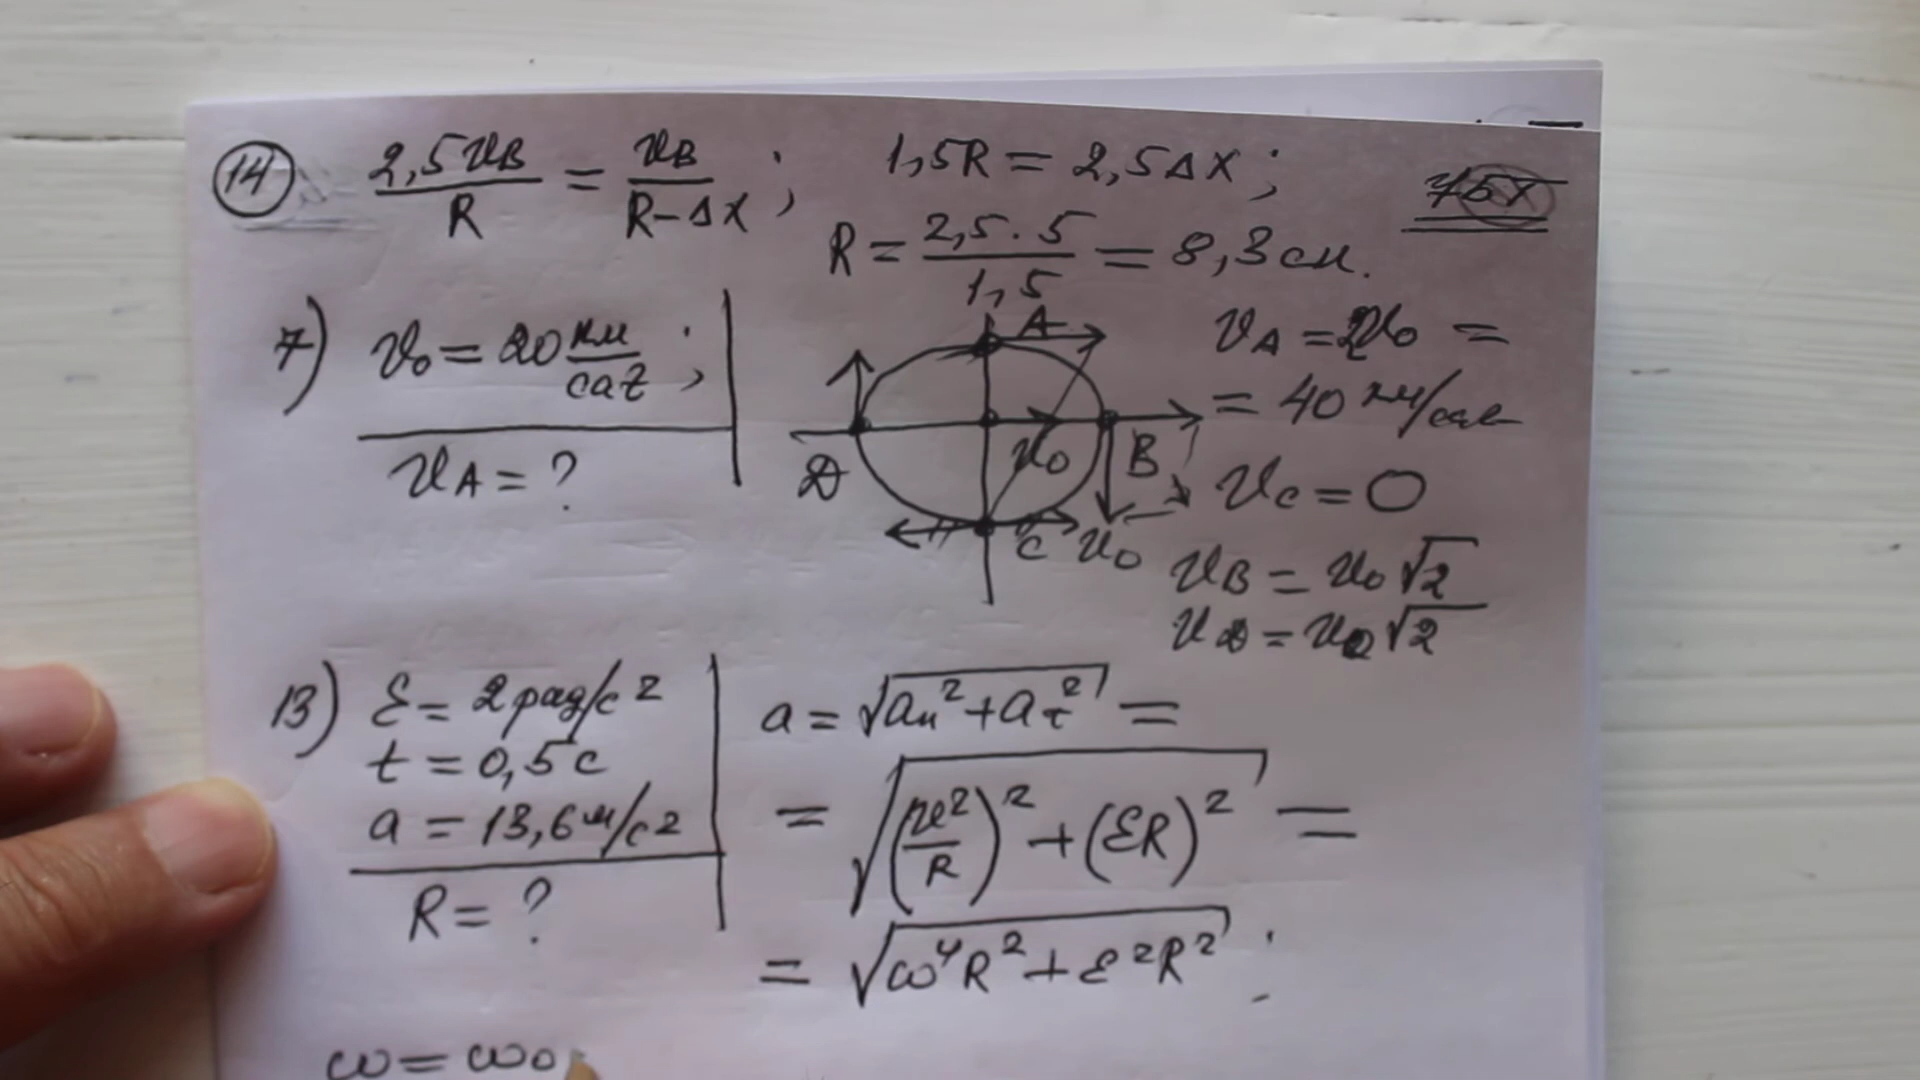 14 2,5υB/R = υB/(R-Δx); 1,5R = 2,5Δx;
R = 2,5·5/1,5 = 8,3 см.
7) υ₀ = 20 км/час;
υA = ?
A
B
C
D
υ₀
υ₀
υA = 2υ₀ =
= 40 км/час
υC = 0
υB = υ₀√2
υD = υ₀√2
13) ε = 2 рад/с²
t = 0,5 с
a = 13,6 м/с²
R = ?
a = √(aн² + aτ²) =
= √((υ²/R)² + (εR)²) =
= √(ω⁴R² + ε²R²);
ω = ω₀